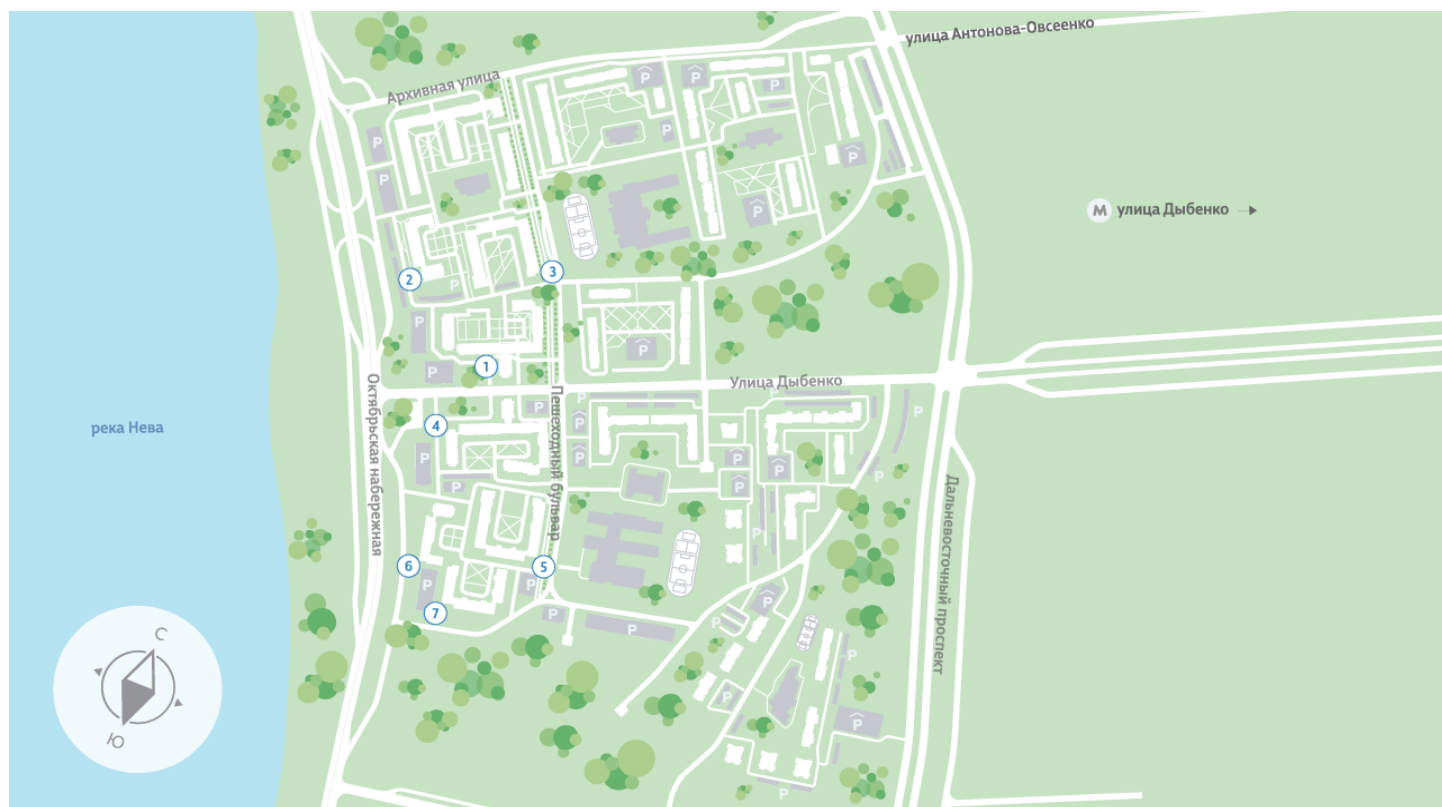 улица Антонова-Овсеенко
Архивная улица
P
P
P
P
P
P
P
P
P
М улица Дыбенко
2
3
P
P
1
P
Улица Дыбенко
Октябрьская набережная
Пешеходный бульвар
река Нева
4
P
P
P
P
P
P
P
P
P
P
P
P
Дальневосточный проспект
6
5
P
P
7
P
P
P
P
P
P
P
С
Ю